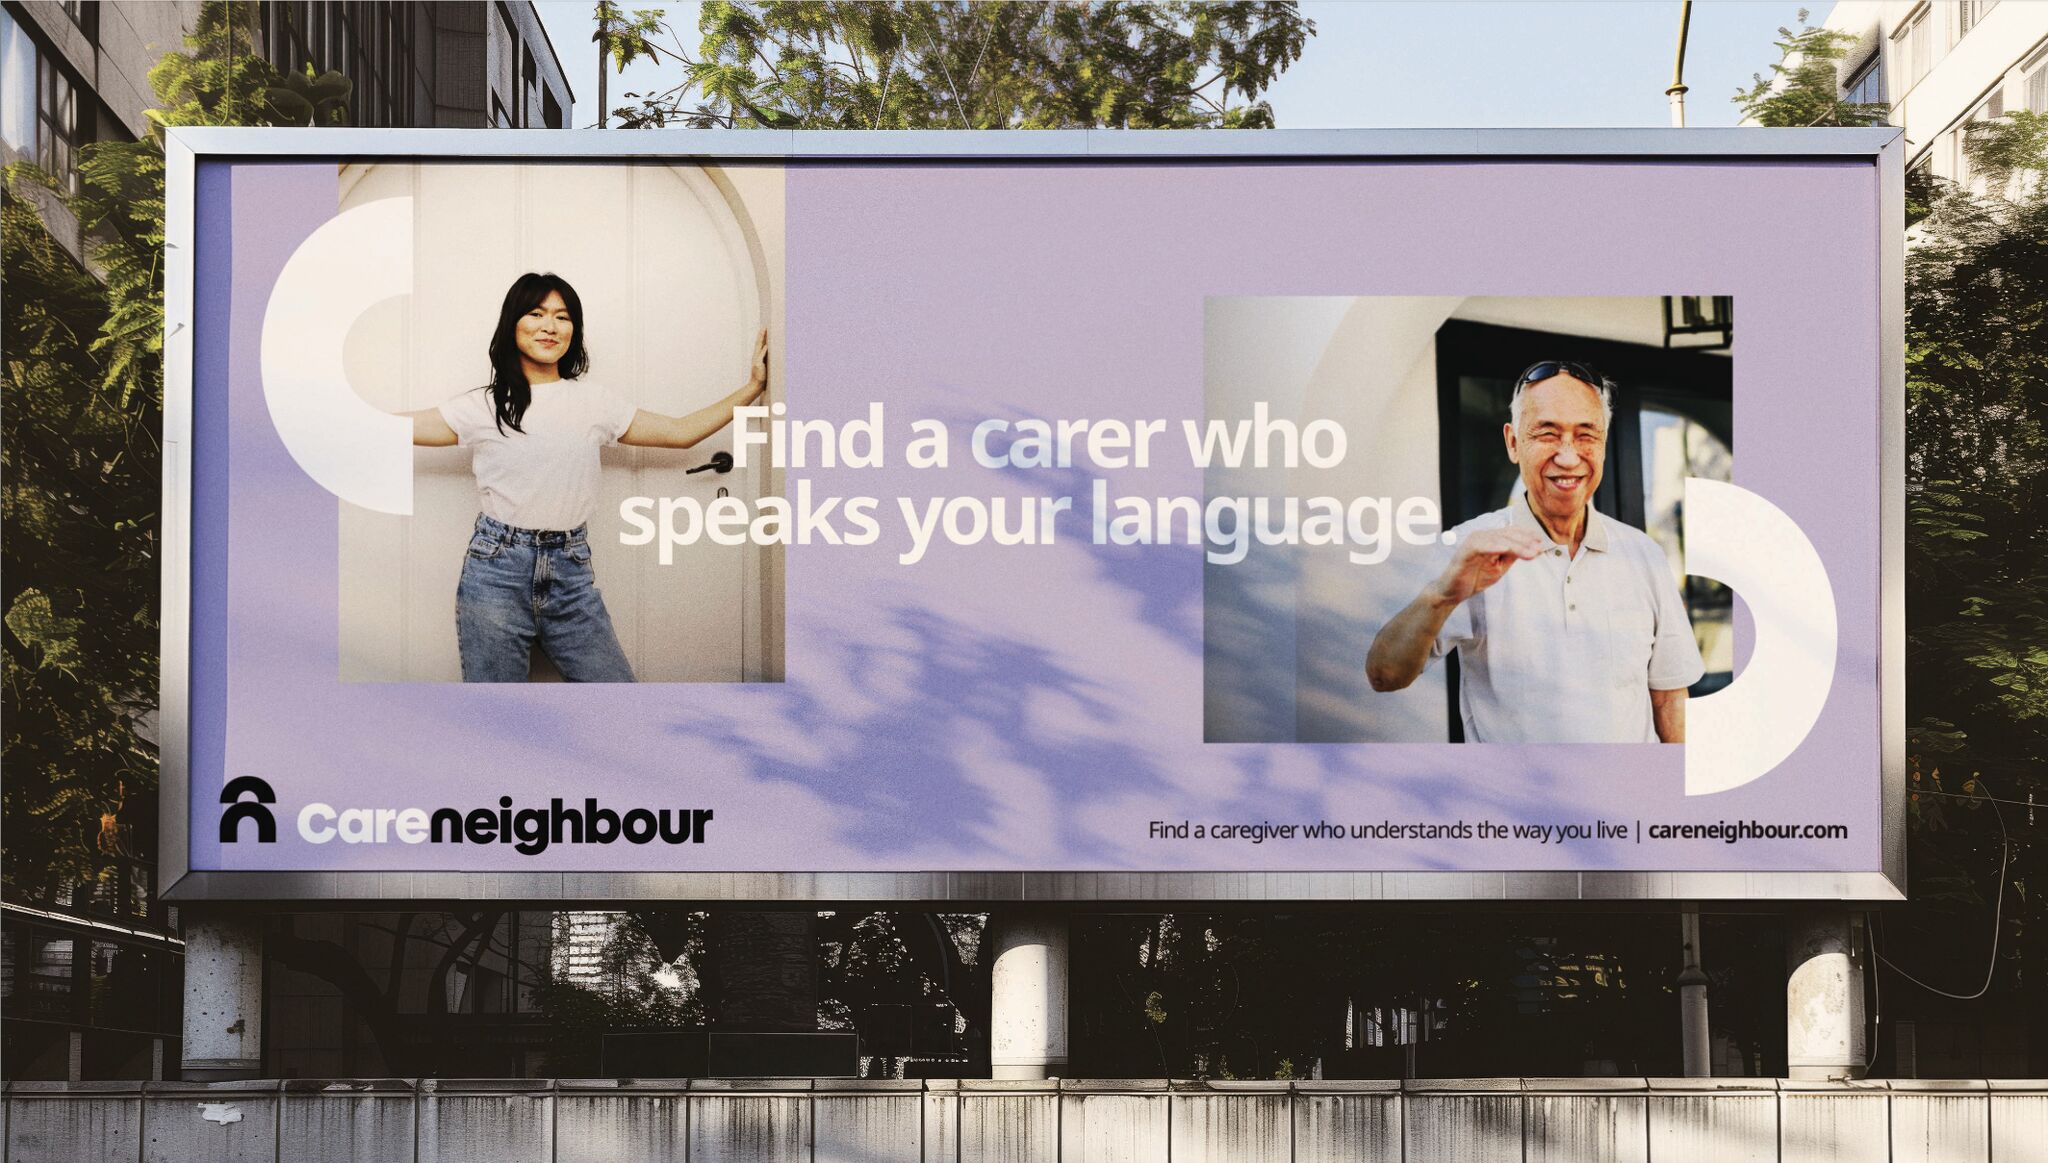 Find a carer who
speaks your language.
Careneighbour
Find a caregiver who understands the way you live | careneighbour.com